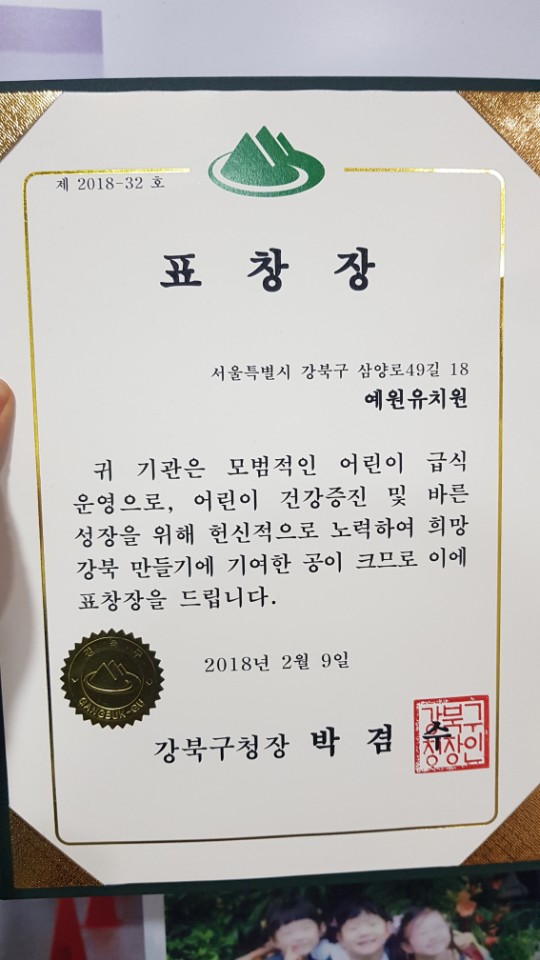 제 2018-32 호
표 창 장
서울특별시 강북구 삼양로49길 18
예원유치원
귀 기관은 모범적인 어린이 급식
운영으로, 어린이 건강증진 및 바른
성장을 위해 헌신적으로 노력하여 희망
강북 만들기에 기여한 공이 크므로 이에
표창장을 드립니다.
2018년 2월 9일
강북구
GANGBUK-GU
강북구청장 박 겸 수
강북구
청장인